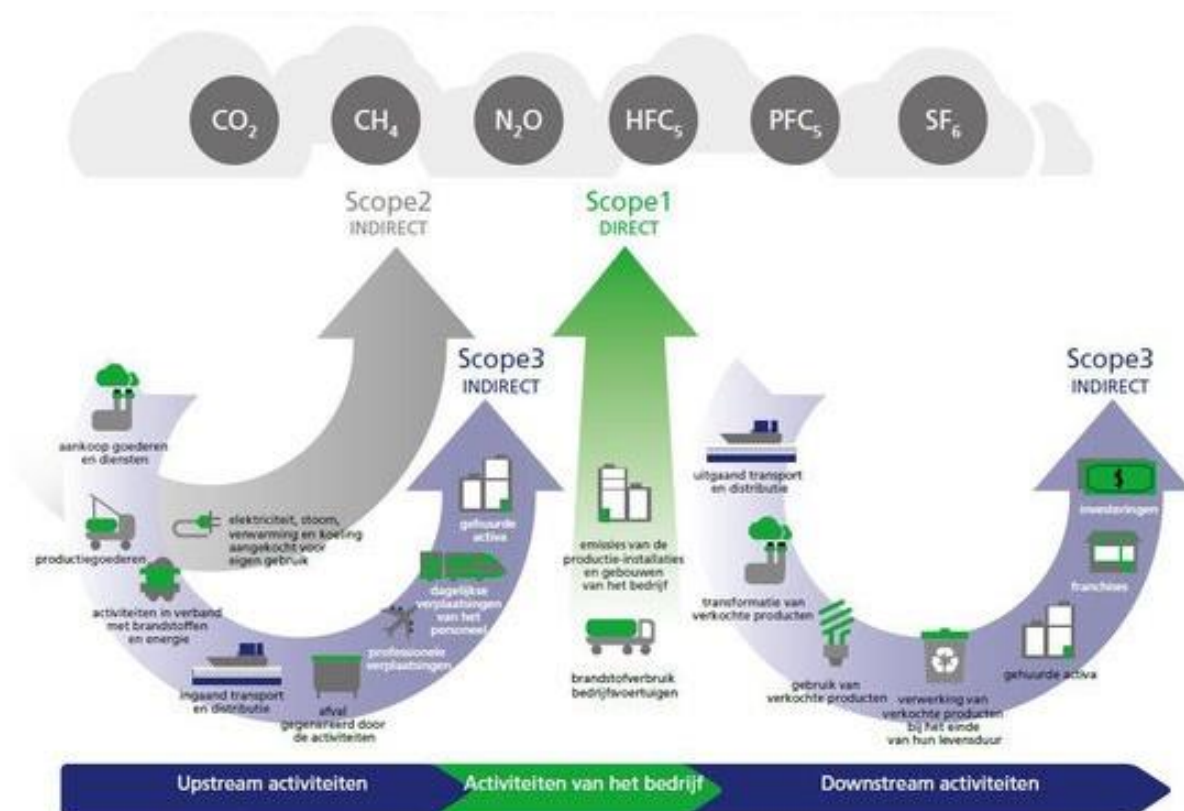 CO₂
CH₄
N₂O
HFC₅
PFC₅
SF₆
Scope2
INDIRECT
Scope1
DIRECT
Scope3
INDIRECT
Scope3
INDIRECT
aankoop goederen
en diensten
productiegoederen
elektriciteit, stoom,
verwarming en koeling
aangekocht voor
eigen gebruik
activiteiten in verband
met brandstoffen
en energie
ingaand transport
en distributie
afval
gegenereerd door
de activiteiten
professionele
verplaatsingen
dagelijkse
verplaatsingen
van het
personeel
gehuurde
activa
emissies van de
productie-installaties
en gebouwen
van het bedrijf
brandstofverbruik
bedrijfsvoertuigen
uitgaand transport
en distributie
transformatie van
verkochte producten
gebruik van
verkochte producten
verwerking van
verkochte producten
bij het einde
van hun levensduur
gehuurde activa
franchises
investeringen
$
Upstream activiteiten
Activiteiten van het bedrijf
Downstream activiteiten